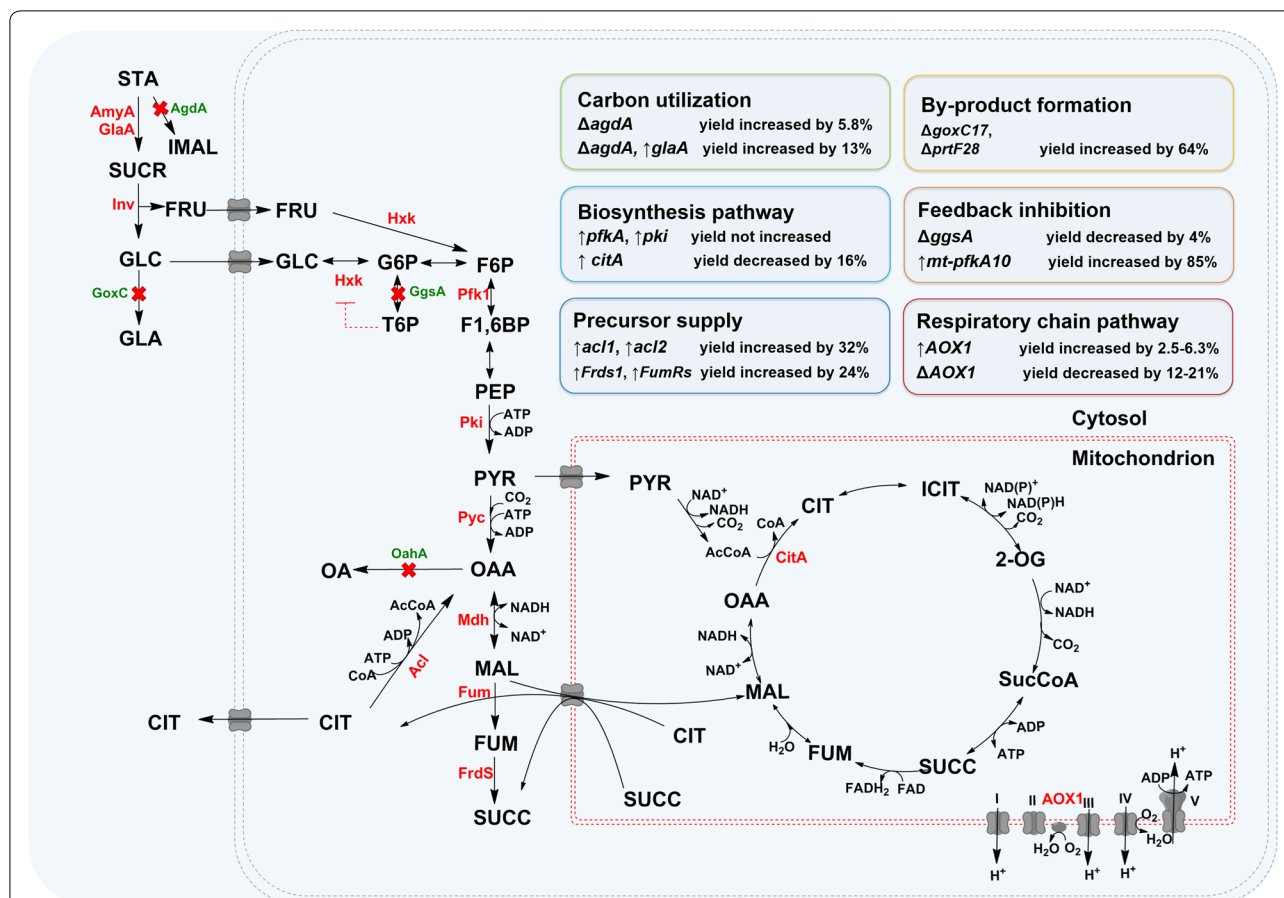 STA
AmyA
AgdA
GlaA
IMAL
SUCR
Inv
FRU
FRU
Hxk
GLC
GLC
G6P
F6P
Hxk
GoxC
GgsA
Pfk1
GLA
T6P
F1,6BP
PEP
Pki
ATP
ADP
PYR
CO2
Pyc
ATP
ADP
OahA
OA
OAA
AcCoA
NADH
Mdh
ADP
NAD+
ATP
Acl
CoA
MAL
Fum
CIT
CIT
FUM
FrdS
SUCC
Carbon utilization
ΔagdA yield increased by 5.8%
ΔagdA, ↑glaA yield increased by 13%
By-product formation
ΔgoxC17,
ΔprtF28 yield increased by 64%
Biosynthesis pathway
↑pfkA, ↑pki yield not increased
↑ citA yield decreased by 16%
Feedback inhibition
ΔggsA yield decreased by 4%
↑mt-pfkA10 yield increased by 85%
Precursor supply
↑acl1, ↑acl2 yield increased by 32%
↑Frds1, ↑FumRs yield increased by 24%
Respiratory chain pathway
↑AOX1 yield increased by 2.5-6.3%
ΔAOX1 yield decreased by 12-21%
Cytosol
Mitochondrion
PYR
NAD+
NADH
CO2
AcCoA
CoA
CitA
CIT
ICIT
NAD(P)+
NAD(P)H
CO2
2-OG
NAD+
NADH
CO2
SucCoA
ADP
ATP
SUCC
FAD
FADH2
FUM
H2O
MAL
NAD+
NADH
OAA
CIT
SUCC
I
II
AOX1
III
IV
V
H+
ADP
ATP
O2
H2O
H2O
O2
H+
H+
H+